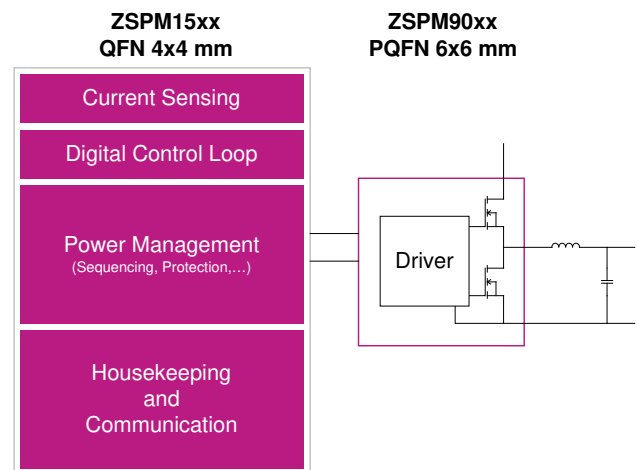 ZSPM15xx
QFN 4x4 mm
ZSPM90xx
PQFN 6x6 mm
Current Sensing
Digital Control Loop
Power Management
(Sequencing, Protection,…)
Housekeeping
and
Communication
Driver